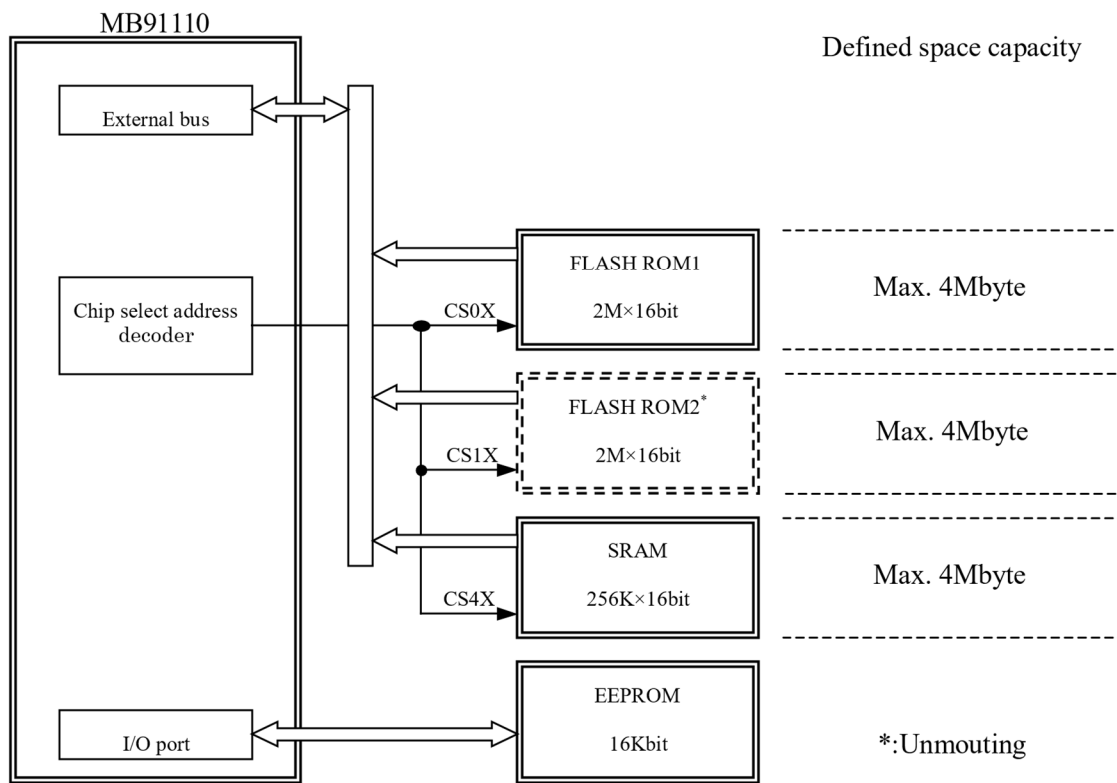 MB91110
Defined space capacity
External bus
FLASH ROM1
2M×16bit
Max. 4Mbyte
Chip select address
decoder
CS0X
FLASH ROM2*
2M×16bit
Max. 4Mbyte
CS1X
SRAM
256K×16bit
Max. 4Mbyte
CS4X
EEPROM
16Kbit
I/O port
*:Unmouting